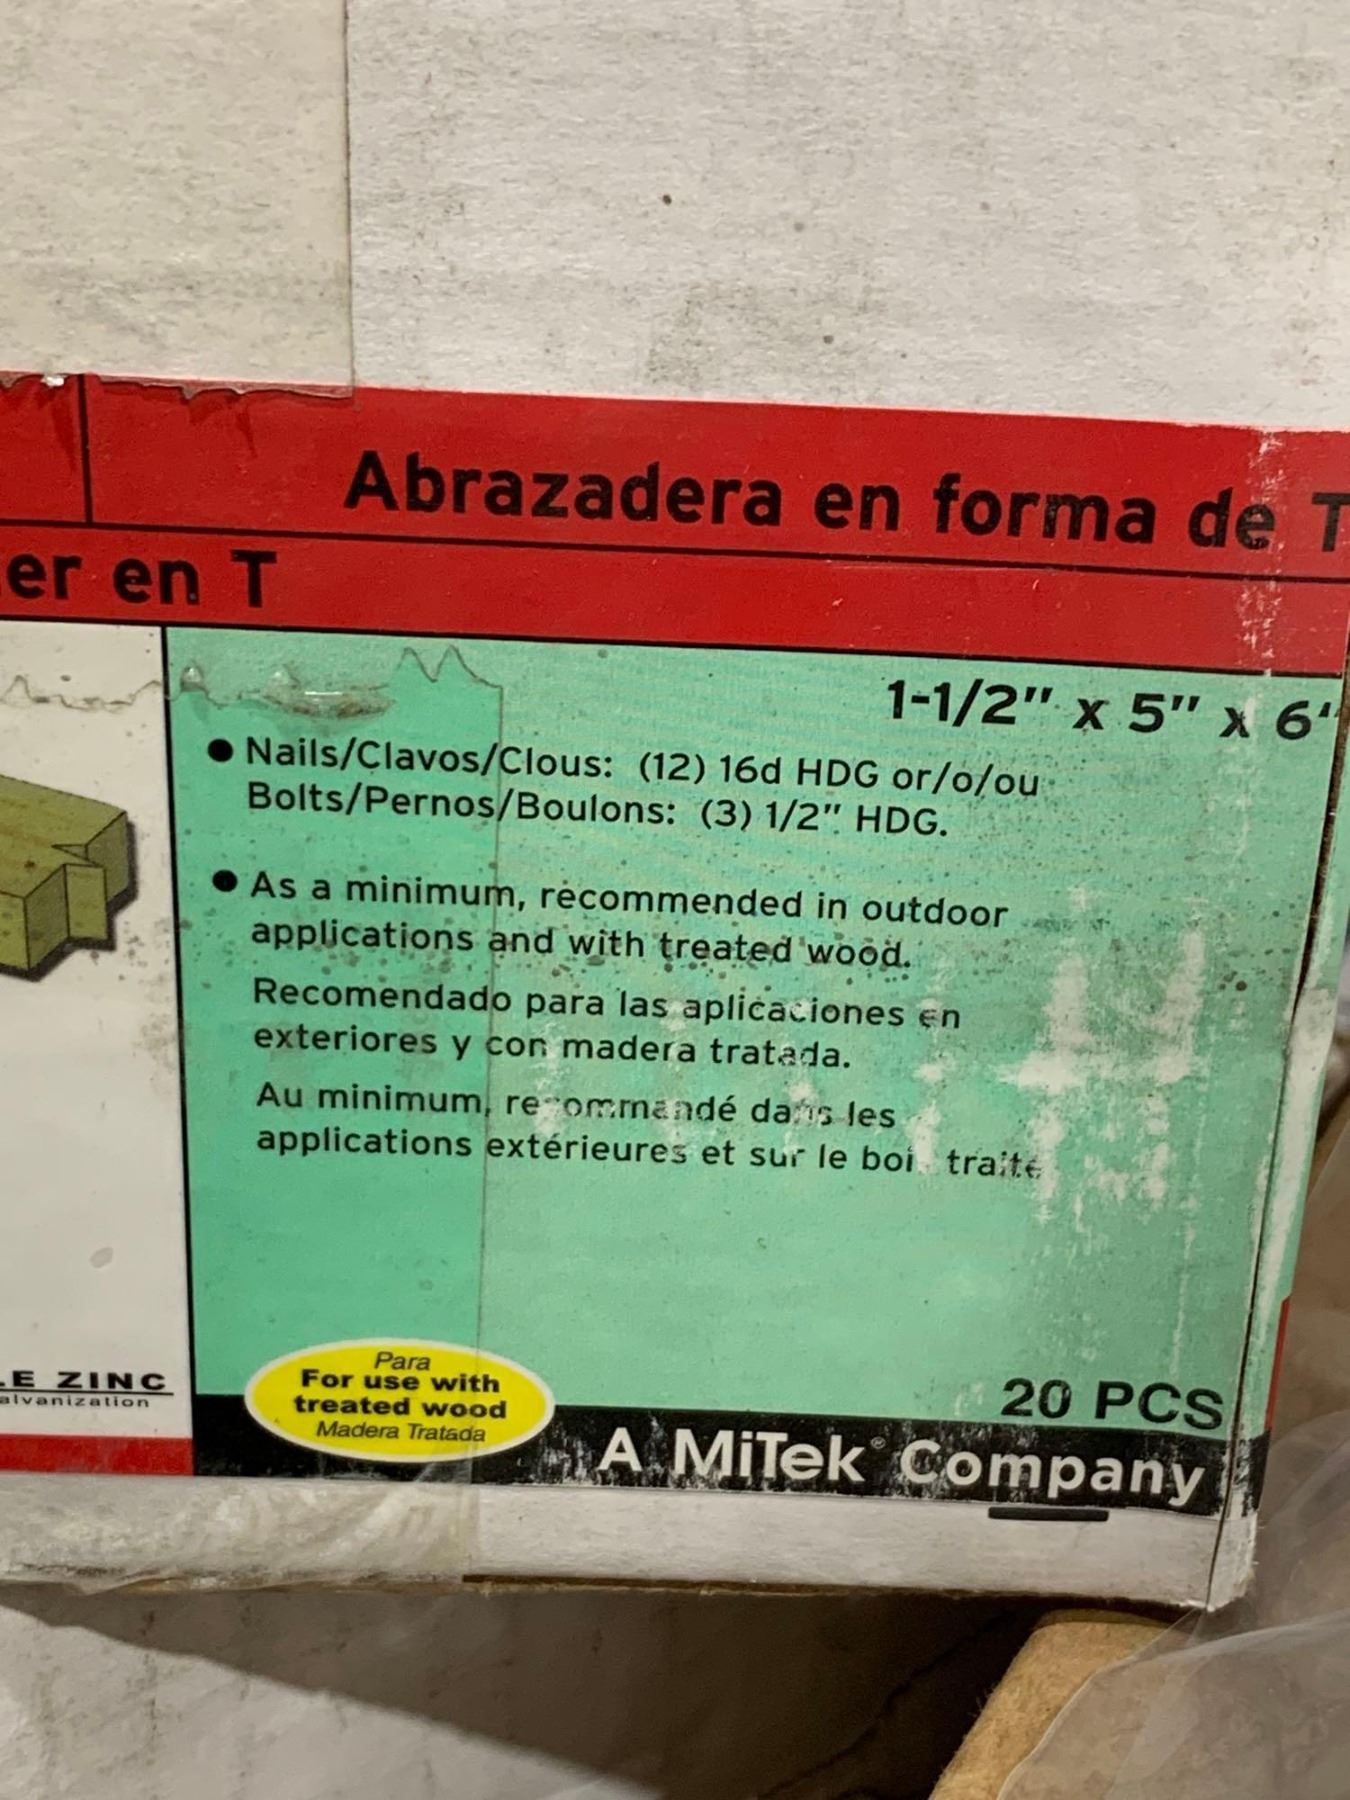 Abrazadera en forma de T
er en T
1-1/2" x 5" x 6"
● Nails/Clavos/Clous: (12) 16d HDG or/o/ou
Bolts/Pernos/Boulons: (3) 1/2" HDG.
● As a minimum, recommended in outdoor
applications and with treated wood.
Recomendado para las aplicaciones en
exteriores y con madera tratada.
Au minimum, recommandé dans les
applications extérieures et sur le bois traité
LE ZINC
alvanization
Para
For use with
treated wood
Madera Tratada
20 PCS
A MiTek® Company